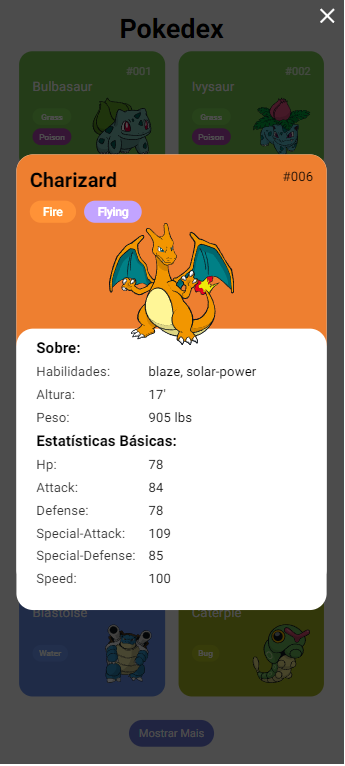 Pokedex
#001 #002
Bulbasaur Ivysaur
Grass Grass
Poison Poison
Charizard #006
Fire Flying
Sobre:
Habilidades: blaze, solar-power
Altura: 17'
Peso: 905 lbs
Estatísticas Básicas:
Hp: 78
Attack: 84
Defense: 78
Special-Attack: 109
Special-Defense: 85
Speed: 100
Blastoise Caterpie
Water Bug
Mostrar Mais